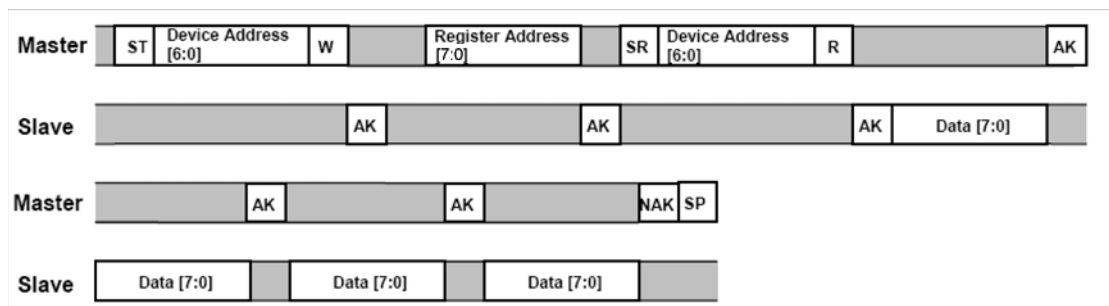 Master ST Device Address [6:0] W Register Address [7:0] SR Device Address [6:0] R AK
Slave AK AK AK Data [7:0]
Master AK AK NAK SP
Slave Data [7:0] Data [7:0] Data [7:0]